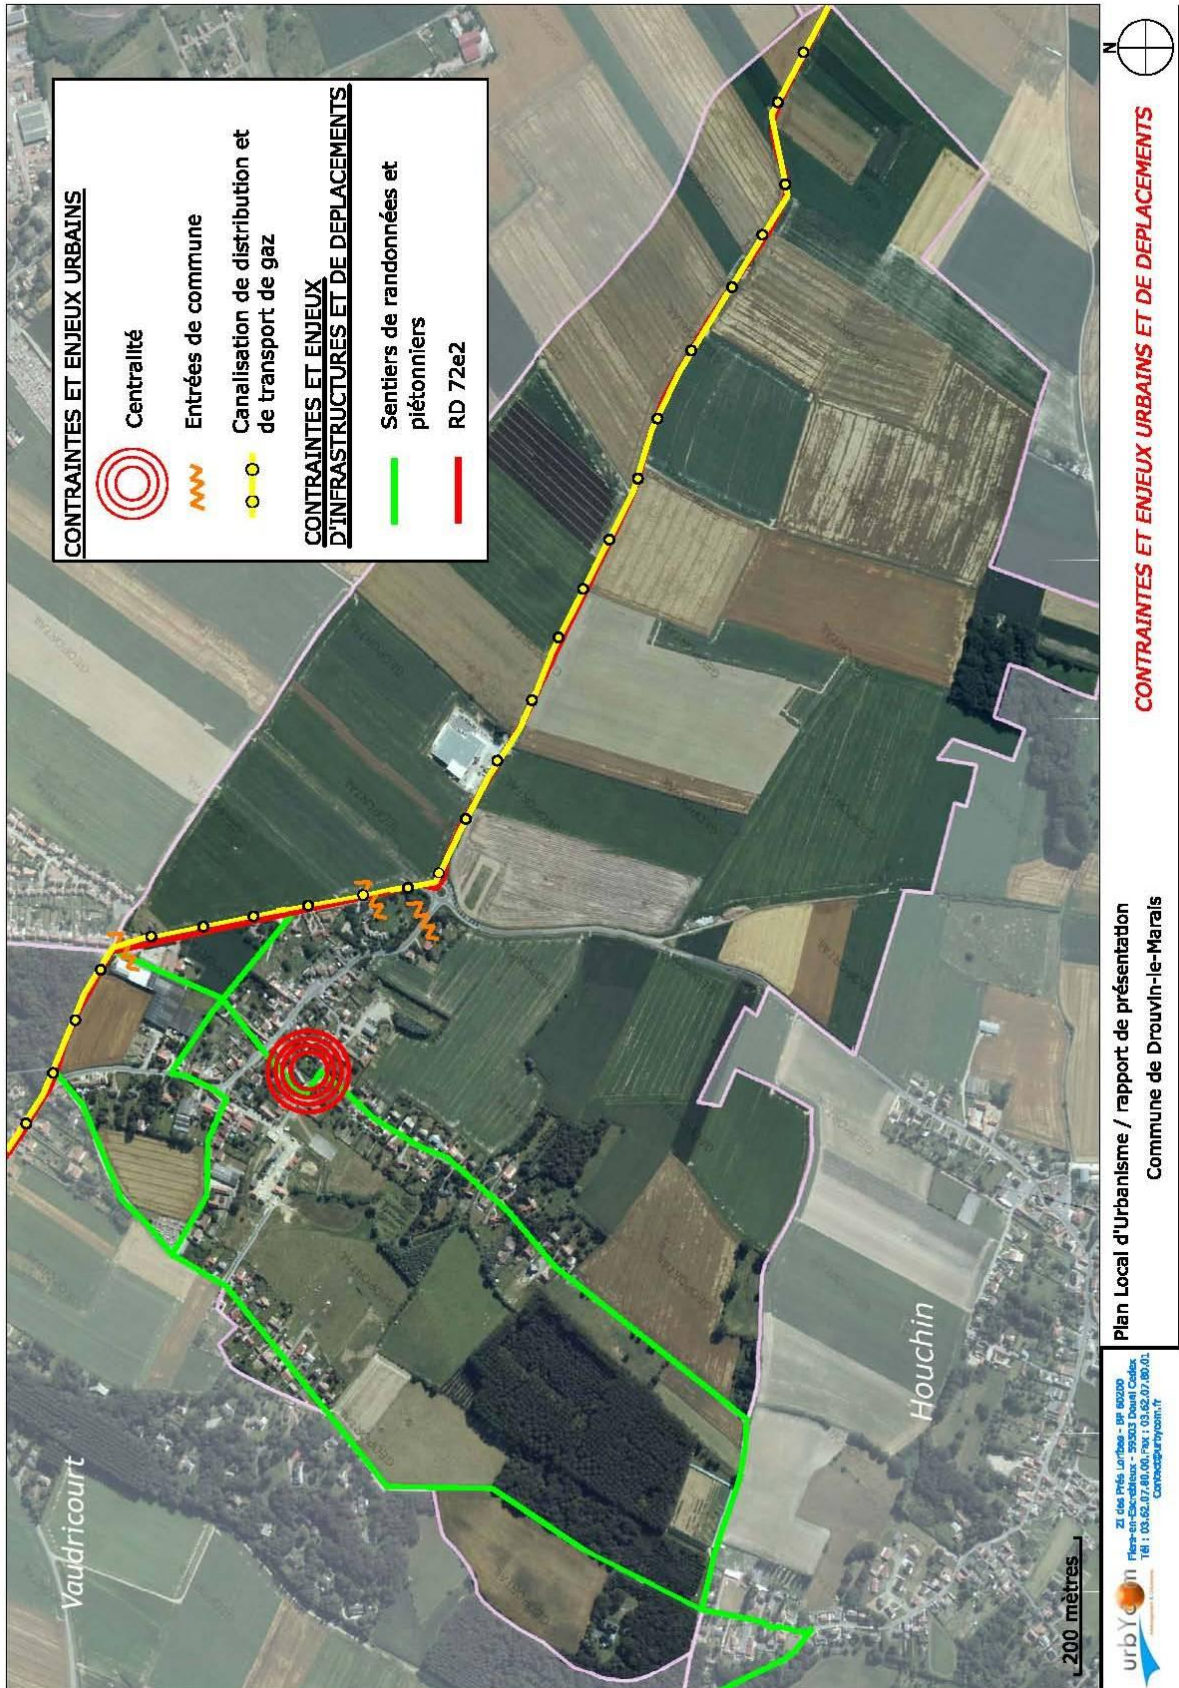 CONTRAINTES ET ENJEUX URBAINS
Centralité
Entrées de commune
Canalisation de distribution et
de transport de gaz
CONTRAINTES ET ENJEUX
D'INFRASTRUCTURES ET DE DEPLACEMENTS
Sentiers de randonnées et
piétonniers
RD 72e2
Vaudricourt
Houchin
200 mètres
N
CONTRAINTES ET ENJEUX URBAINS ET DE DEPLACEMENTS
Plan Local d'Urbanisme / rapport de présentation
Commune de Drouvin-le-Marais
urbYcom
ZI des Prés Loribes - BP 60200
Flers-en-Escrebieux - 59503 Douai Cedex
Tél : 03.62.07.80.00. Fax : 03.62.07.80.01
Contact@urbycom.fr